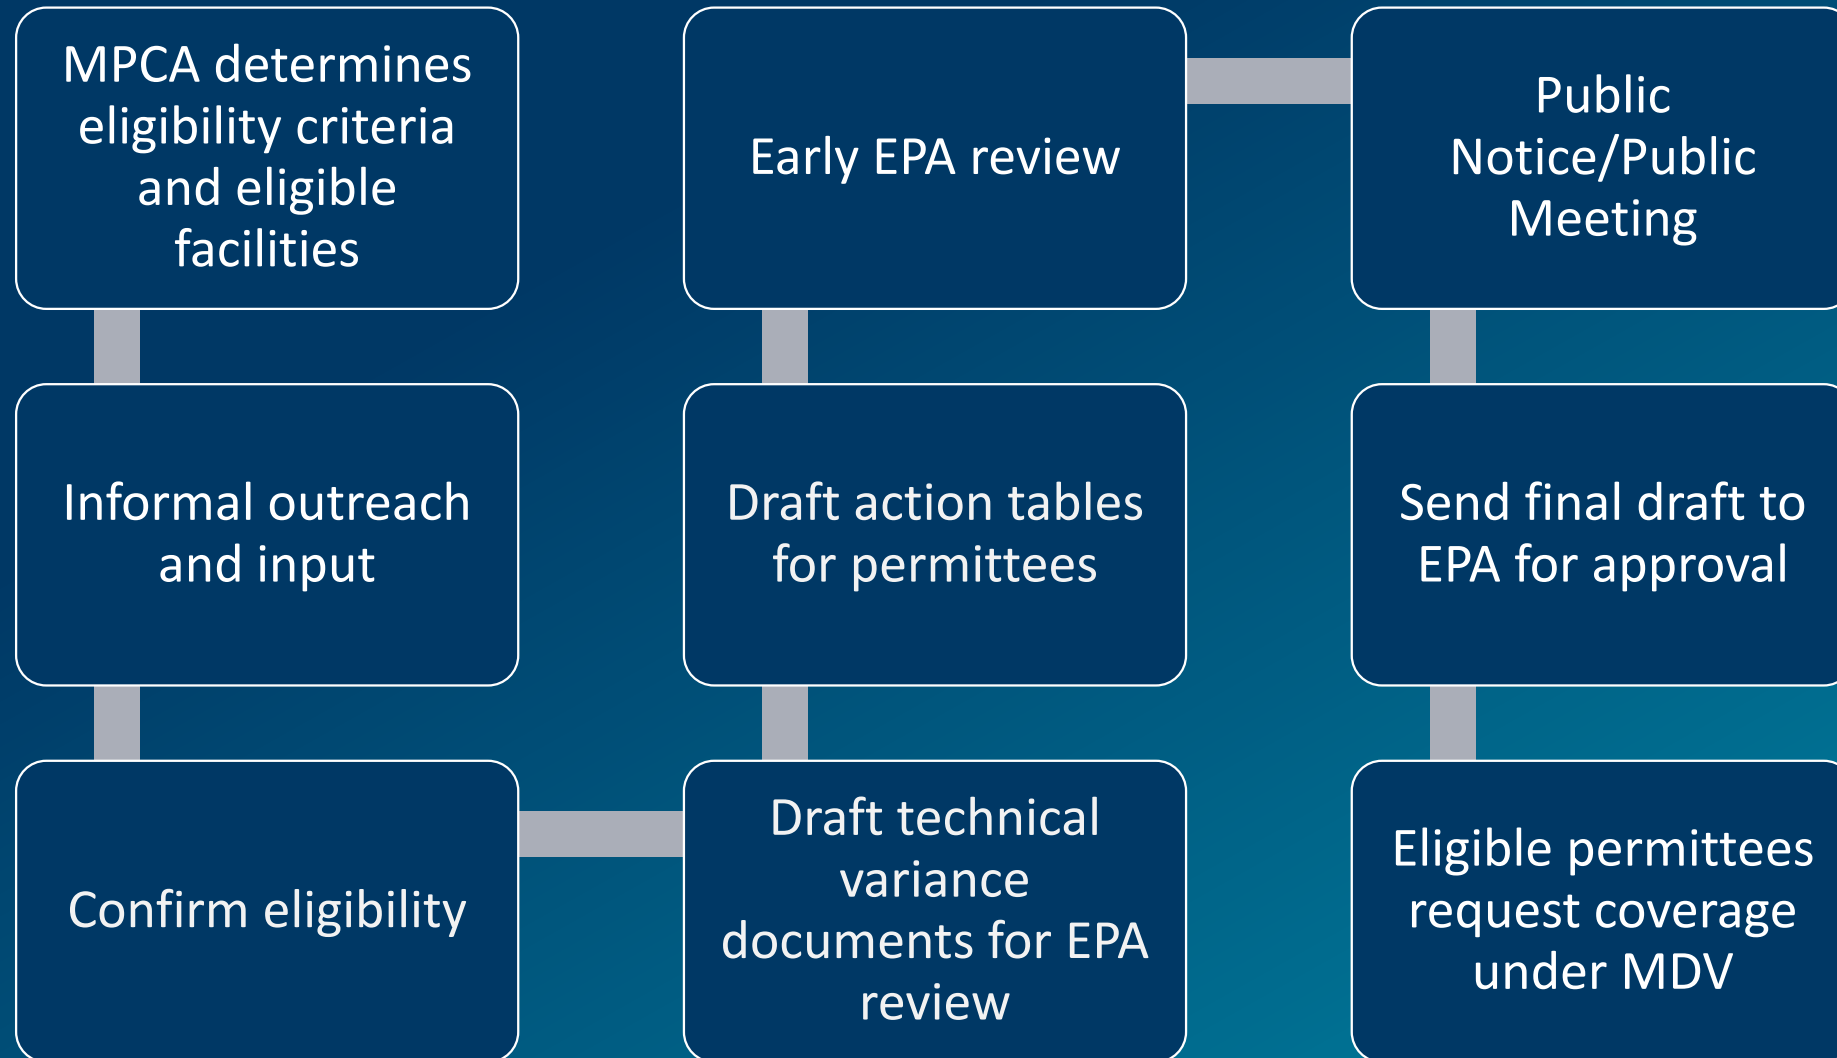 MPCA determines
eligibility criteria
and eligible
facilities
Informal outreach
and input
Confirm eligibility
Draft technical
variance
documents for EPA
review
Draft action tables
for permittees
Early EPA review
Public
Notice/Public
Meeting
Send final draft to
EPA for approval
Eligible permittees
request coverage
under MDV